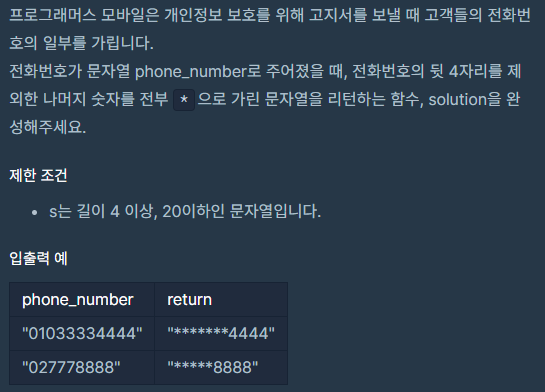 프로그래머스 모바일은 개인정보 보호를 위해 고지서를 보낼 때 고객들의 전화번
호의 일부를 가립니다.
전화번호가 문자열 phone_number로 주어졌을 때, 전화번호의 뒷 4자리를 제
외한 나머지 숫자를 전부 * 으로 가린 문자열을 리턴하는 함수, solution을 완
성해주세요.
제한 조건
• s는 길이 4 이상, 20이하인 문자열입니다.
입출력 예
phone_number return
"01033334444" "*******4444"
"027778888" "*****8888"